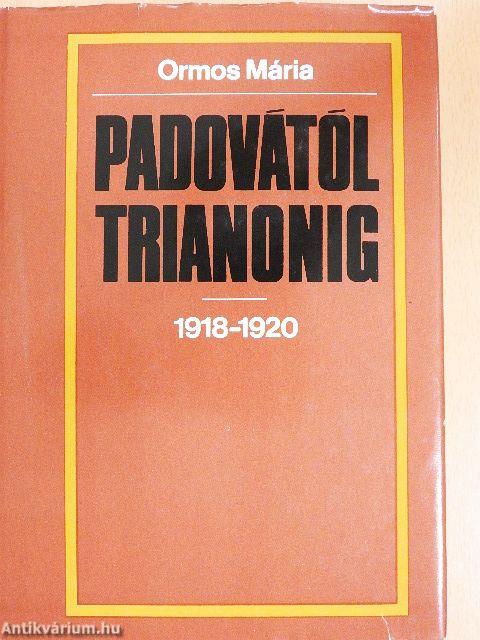 Ormos Mária
PADOVÁTÓL
TRIANONIG
1918-1920
Antikvárium.hu